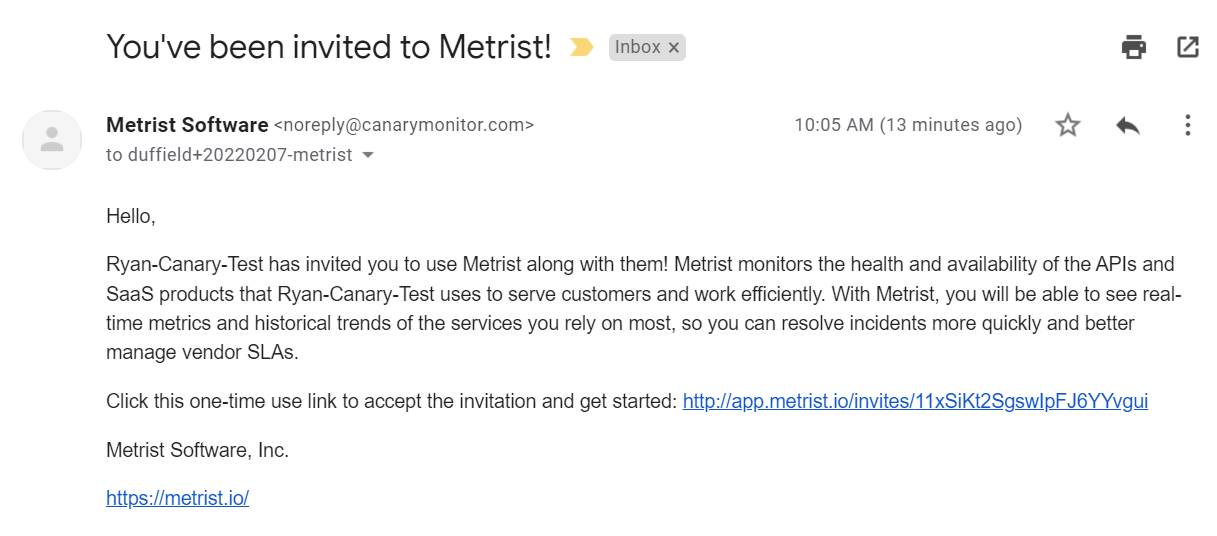 You've been invited to Metrist!
Inbox ×
Metrist Software <noreply@canarymonitor.com>
10:05 AM (13 minutes ago)
to duffield+20220207-metrist
Hello,
Ryan-Canary-Test has invited you to use Metrist along with them! Metrist monitors the health and availability of the APIs and
SaaS products that Ryan-Canary-Test uses to serve customers and work efficiently. With Metrist, you will be able to see real-
time metrics and historical trends of the services you rely on most, so you can resolve incidents more quickly and better
manage vendor SLAs.
Click this one-time use link to accept the invitation and get started: http://app.metrist.io/invites/11xSiKt2SgswIpFJ6YYvgui
Metrist Software, Inc.
https://metrist.io/